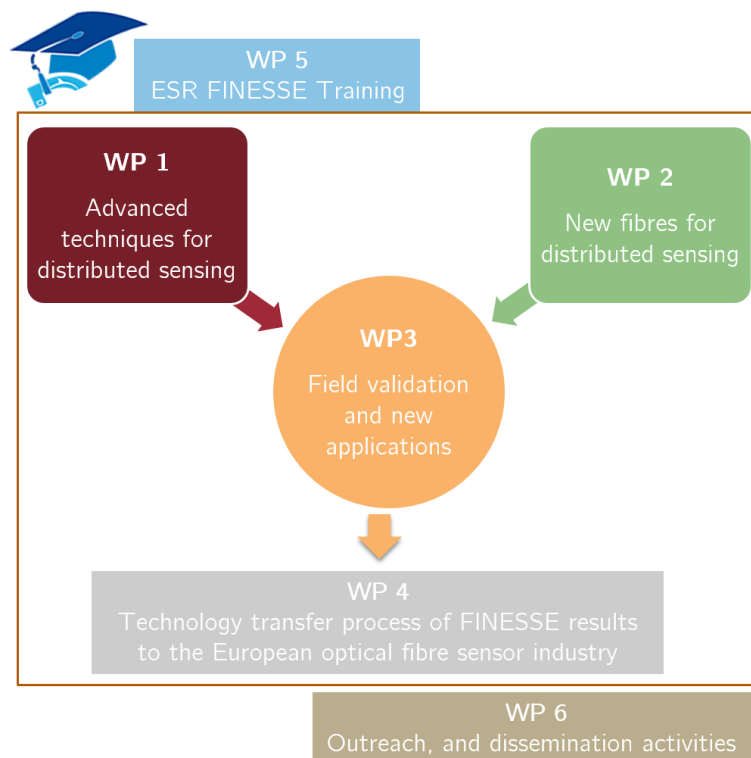 WP 5
ESR FINESSE Training
WP 1
Advanced
techniques for
distributed sensing
WP 2
New fibres for
distributed sensing
WP3
Field validation
and new
applications
WP 4
Technology transfer process of FINESSE results
to the European optical fibre sensor industry
WP 6
Outreach, and dissemination activities